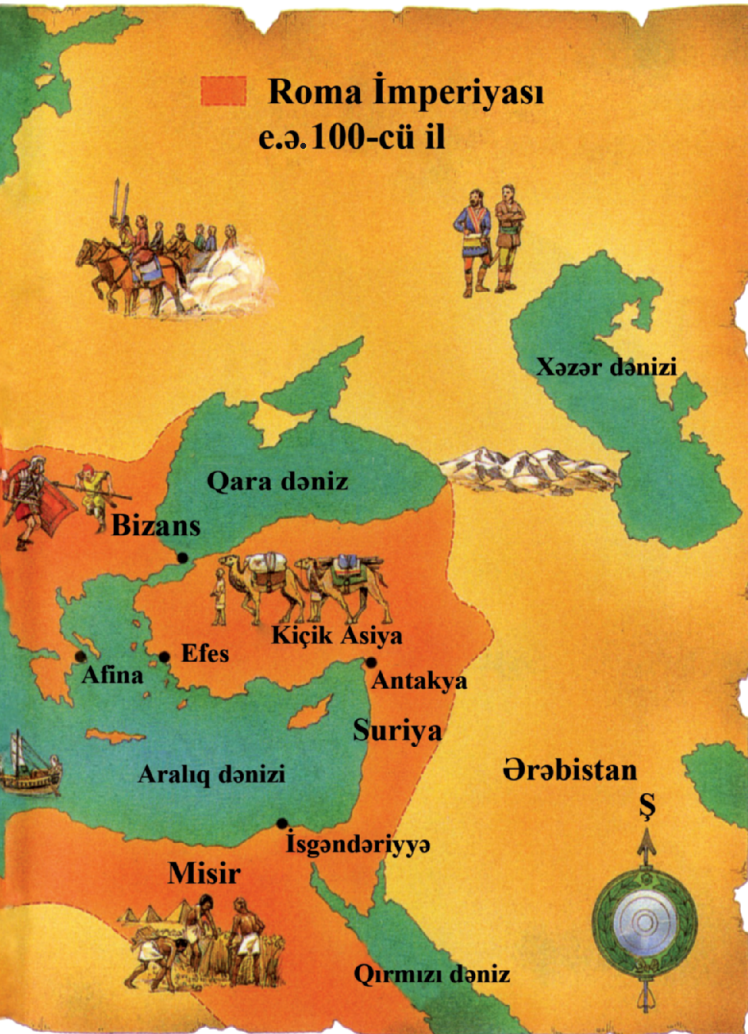 Roma İmperiyası
e.ə.100-cü il
Xəzər dənizi
Qara dəniz
Bizans
Kiçik Asiya
Efes
Afina
Antakya
Suriya
Aralıq dənizi
Ərəbistan
Ş
İsgəndəriyyə
Misir
Qırmızı dəniz